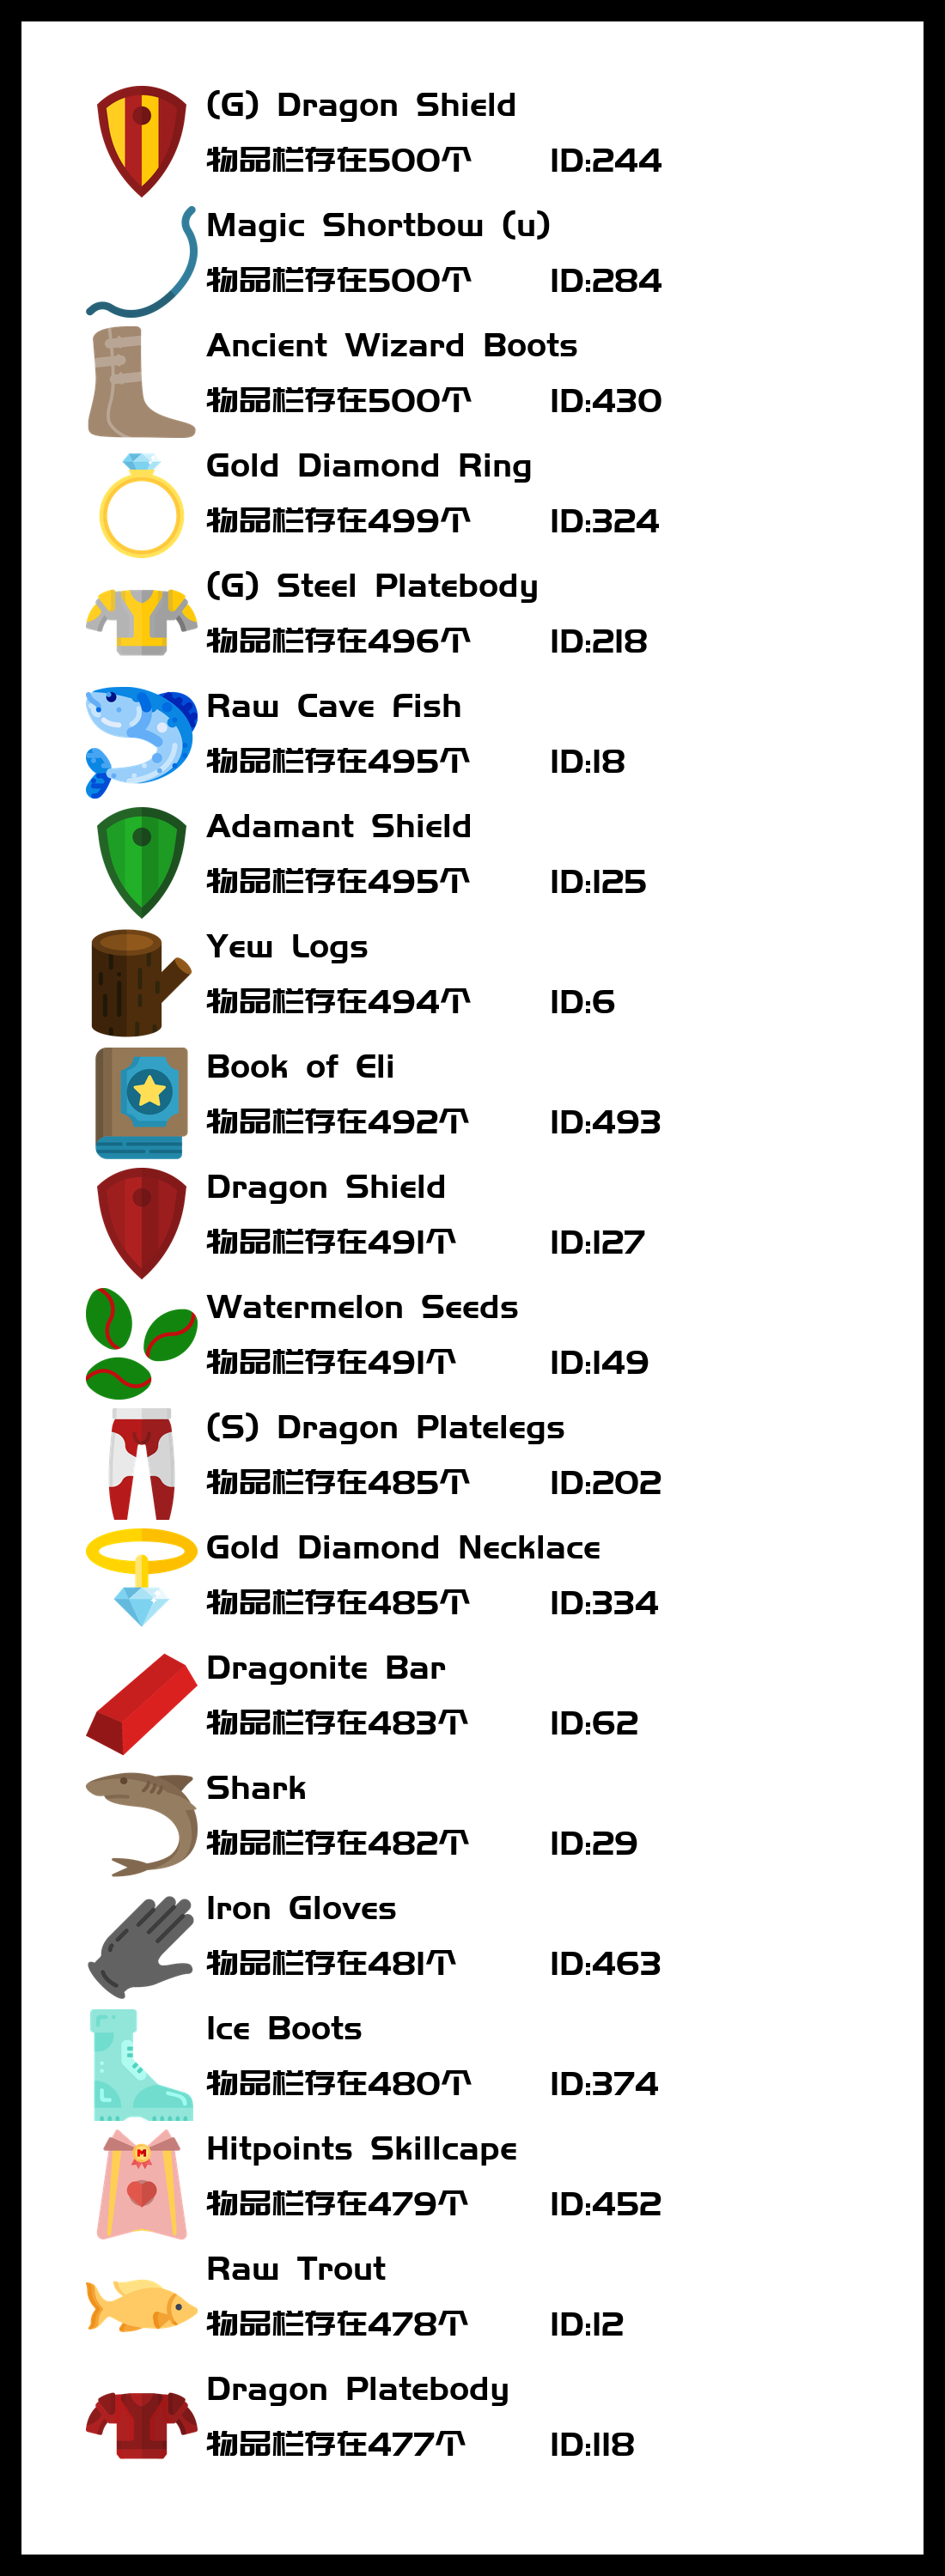 (G) Dragon Shield
物品栏存在500个 ID:244
Magic Shortbow (u)
物品栏存在500个 ID:284
Ancient Wizard Boots
物品栏存在500个 ID:430
Gold Diamond Ring
物品栏存在499个 ID:324
(G) Steel Platebody
物品栏存在496个 ID:218
Raw Cave Fish
物品栏存在495个 ID:18
Adamant Shield
物品栏存在495个 ID:125
Yew Logs
物品栏存在494个 ID:6
Book of Eli
物品栏存在492个 ID:493
Dragon Shield
物品栏存在491个 ID:127
Watermelon Seeds
物品栏存在491个 ID:149
(S) Dragon Platelegs
物品栏存在485个 ID:202
Gold Diamond Necklace
物品栏存在485个 ID:334
Dragonite Bar
物品栏存在483个 ID:62
Shark
物品栏存在482个 ID:29
Iron Gloves
物品栏存在481个 ID:463
Ice Boots
物品栏存在480个 ID:374
Hitpoints Skillcape
物品栏存在479个 ID:452
M
Raw Trout
物品栏存在478个 ID:12
Dragon Platebody
物品栏存在477个 ID:118